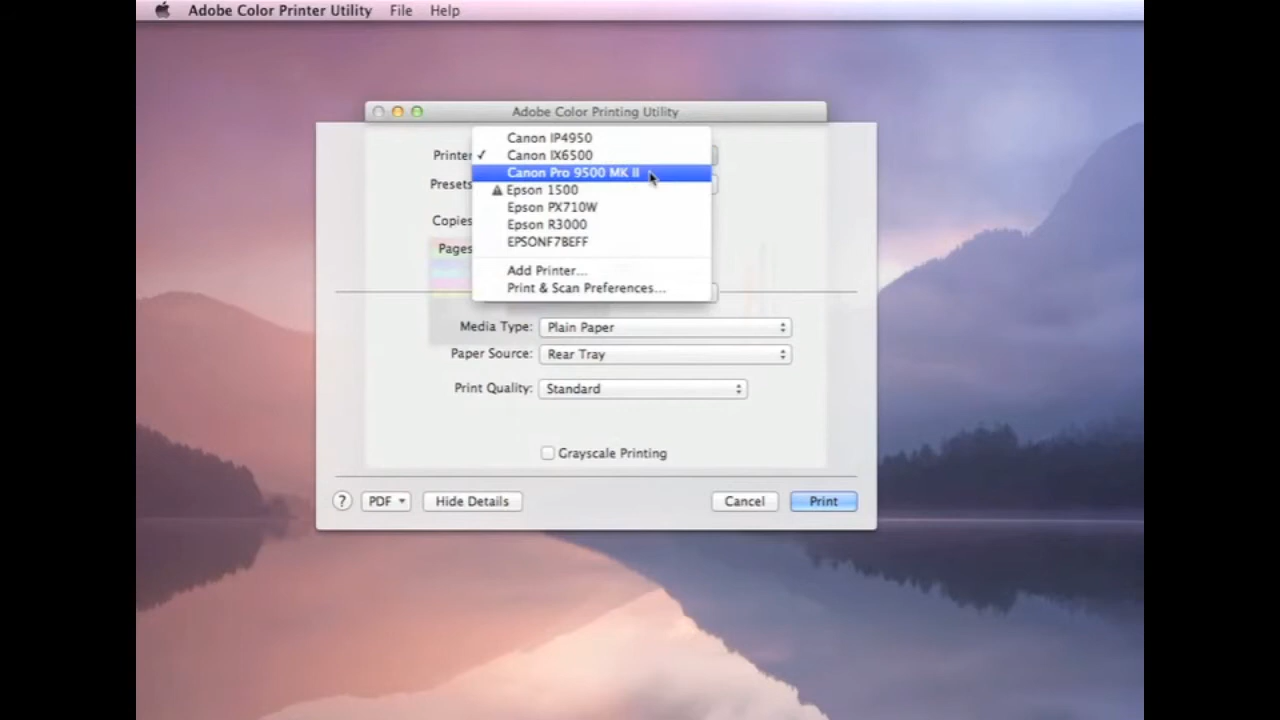 Adobe Color Printer Utility File Help
Adobe Color Printing Utility
Canon IP4950
Printer ✓ Canon IX6500
Canon Pro 9500 MK II
Presets
Epson 1500
Epson PX710W
Copies
Epson R3000
Pages
EPSONF7BEFF
Add Printer...
Print & Scan Preferences...
Media Type: Plain Paper
Paper Source: Rear Tray
Print Quality: Standard
Grayscale Printing
? PDF Hide Details Cancel Print